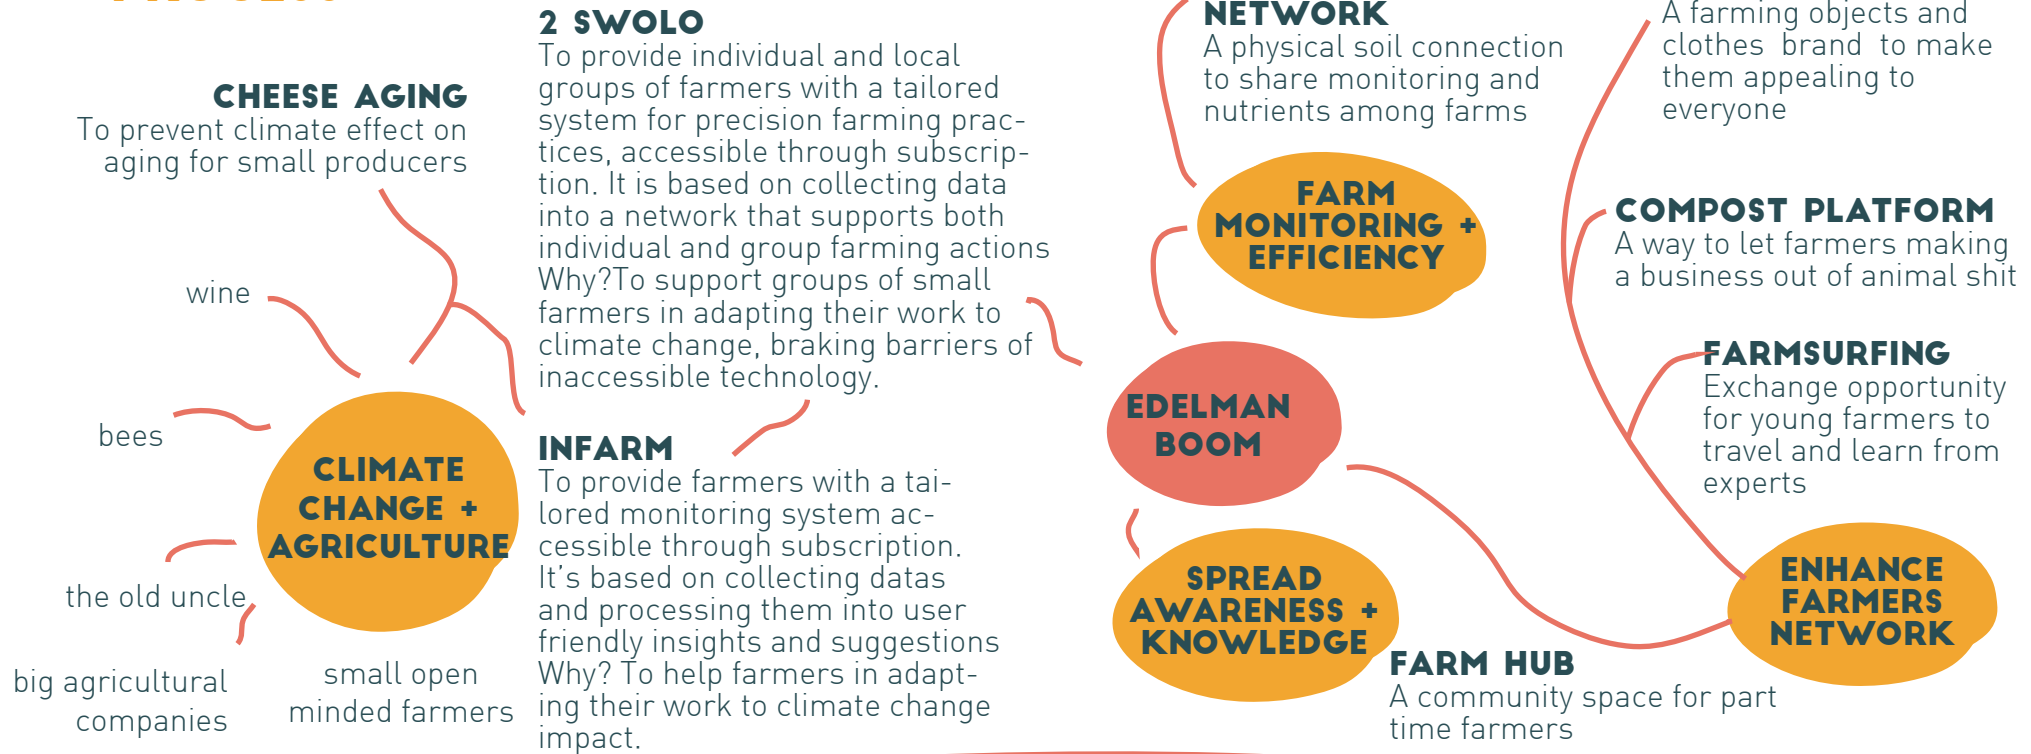 CHEESE AGING
To prevent climate effect on
aging for small producers
wine
bees
CLIMATE
CHANGE +
AGRICULTURE
the old uncle
big agricultural
companies
small open
minded farmers
2 SWOLO
To provide individual and local
groups of farmers with a tailored
system for precision farming prac-
tices, accessible through subscrip-
tion. It is based on collecting data
into a network that supports both
individual and group farming actions
Why?To support groups of small
farmers in adapting their work to
climate change, braking barriers of
inaccessible technology.
INFARM
To provide farmers with a tai-
lored monitoring system ac-
cessible through subscription.
It's based on collecting datas
and processing them into user
friendly insights and suggestions
Why? To help farmers in adapt-
ing their work to climate change
impact.
NETWORK
A physical soil connection
to share monitoring and
nutrients among farms
FARM
MONITORING +
EFFICIENCY
EDELMAN
BOOM
SPREAD
AWARENESS +
KNOWLEDGE
FARM HUB
A community space for part
time farmers
A farming objects and
clothes brand to make
them appealing to
everyone
COMPOST PLATFORM
A way to let farmers making
a business out of animal shit
FARMSURFING
Exchange opportunity
for young farmers to
travel and learn from
experts
ENHANCE
FARMERS
NETWORK